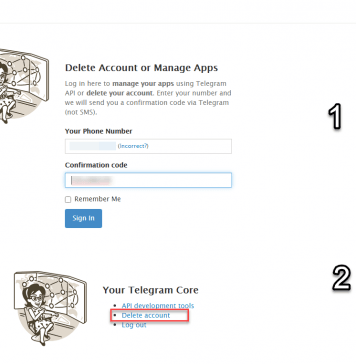 Delete Account or Manage Apps
Log in here to manage your apps using Telegram
API or delete your account. Enter your number and
we will send you a confirmation code via Telegram
(not SMS).
1
Your Phone Number
(Incorrect?)
Confirmation code
Remember Me
Sign In
2
Your Telegram Core
API development tools
Delete account
Log out